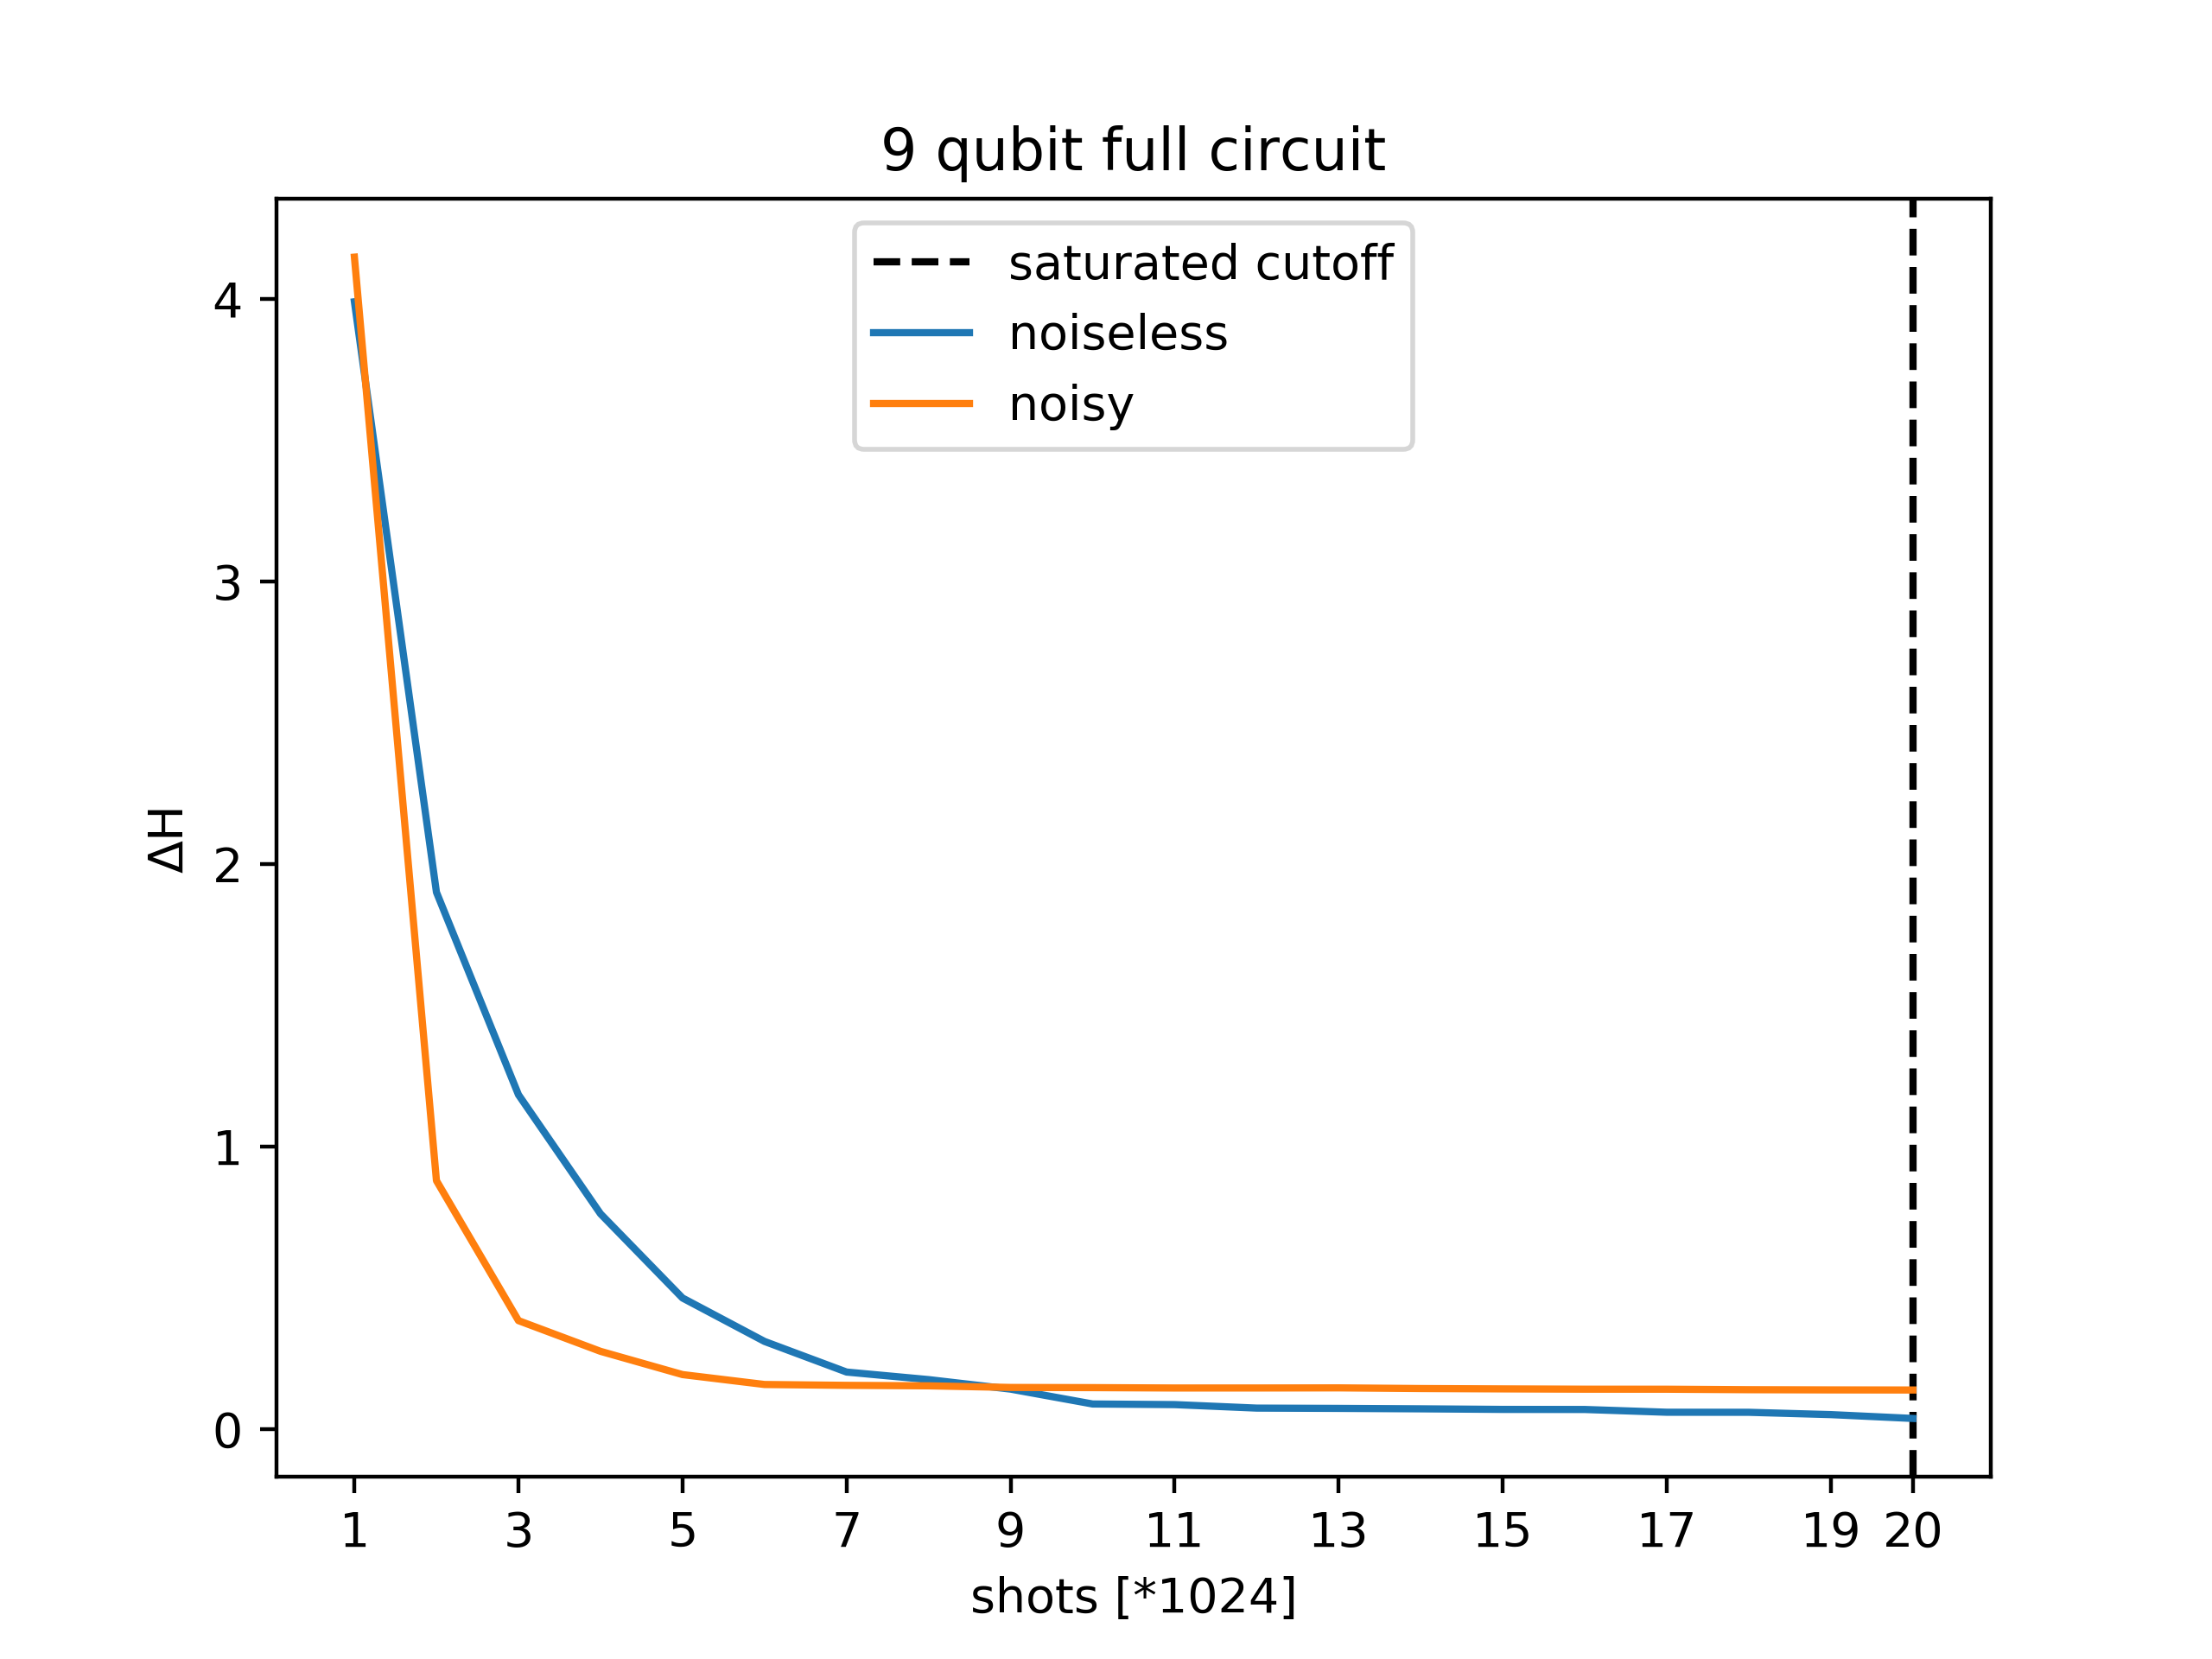 9 qubit full circuit
saturated cutoff
noiseless
noisy
4
3
2
1
0
ΔH
1 3 5 7 9 11 13 15 17 19 20
shots [*1024]